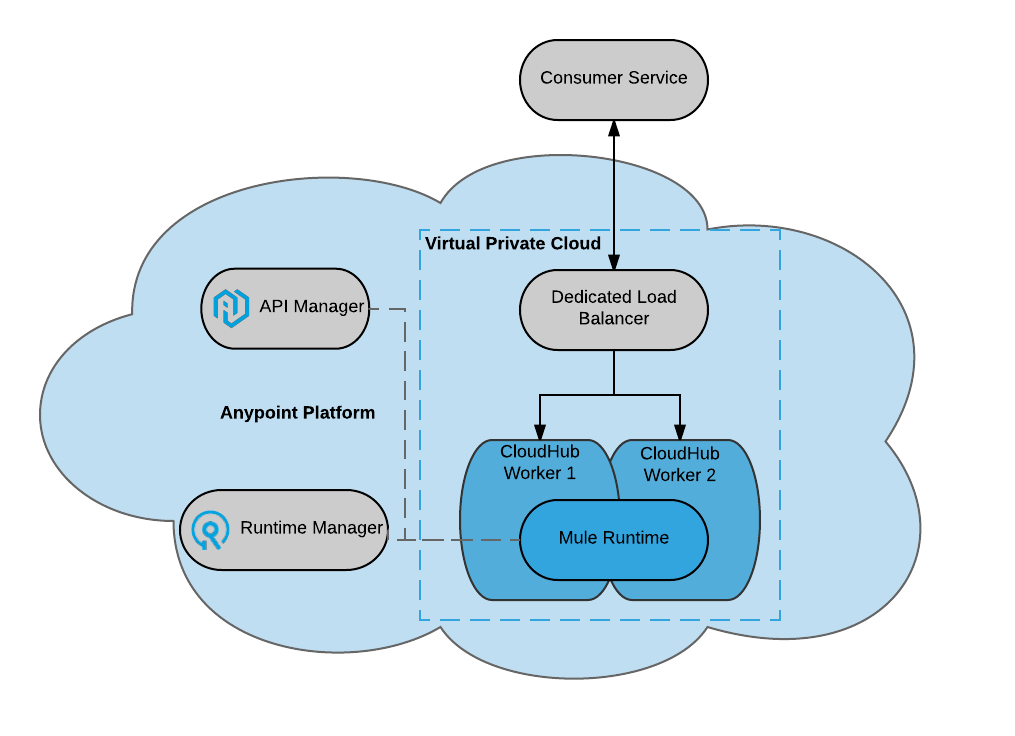 Consumer Service
Virtual Private Cloud
API Manager
Dedicated Load
Balancer
Anypoint Platform
CloudHub
Worker 1
CloudHub
Worker 2
Runtime Manager
Mule Runtime